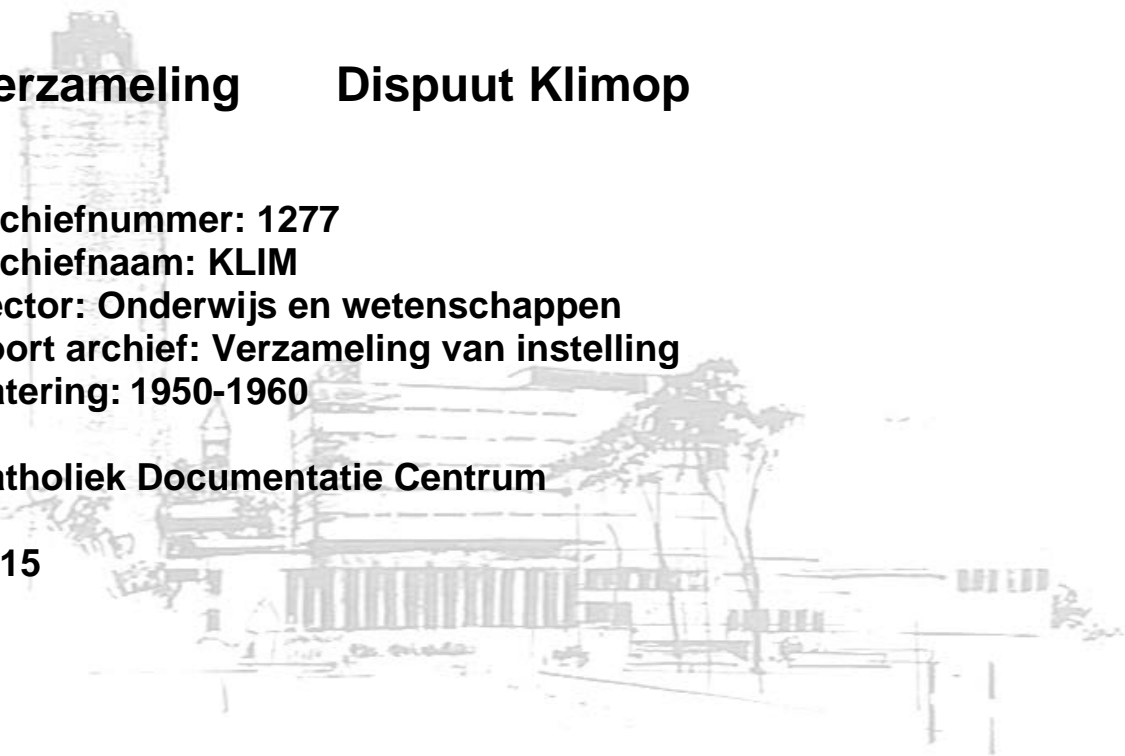 erzameling Dispuut Klimop
chiefnummer: 1277
chiefnaam: KLIM
ector: Onderwijs en wetenschappen
oort archief: Verzameling van instelling
atering: 1950-1960
atholiek Documentatie Centrum
15